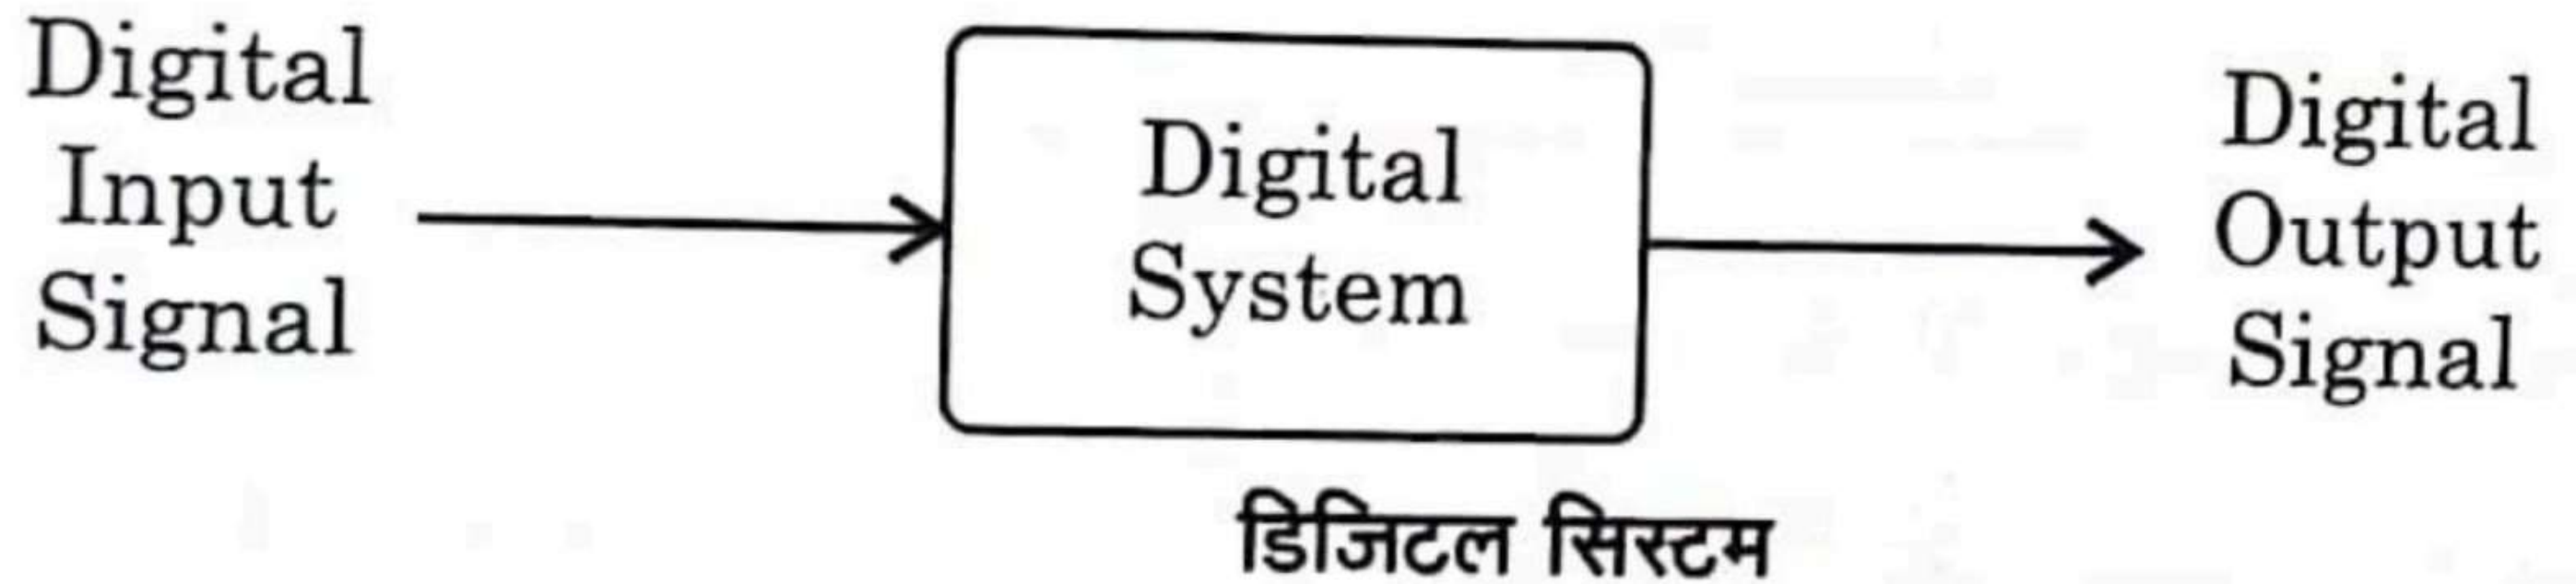 Digital
Input
Signal
Digital
System
Digital
Output
Signal
डिजिटल सिस्टम